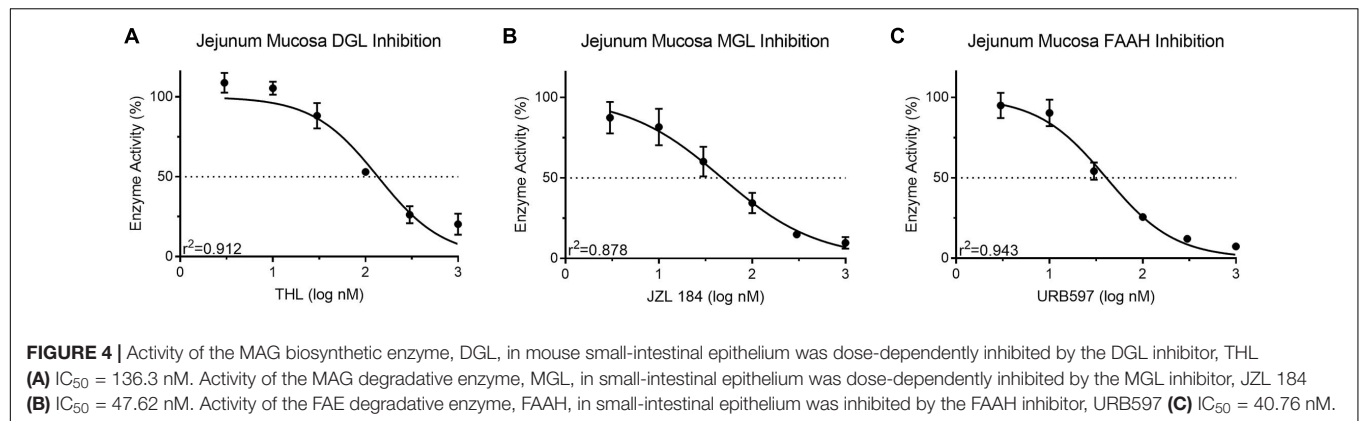 A Jejunum Mucosa DGL Inhibition
Enzyme Activity (%)
100
50
0
r²=0.912
0 1 2 3
THL (log nM)
B Jejunum Mucosa MGL Inhibition
Enzyme Activity (%)
100
50
0
r²=0.878
0 1 2 3
JZL 184 (log nM)
C Jejunum Mucosa FAAH Inhibition
Enzyme Activity (%)
100
50
0
r²=0.943
0 1 2 3
URB597 (log nM)
FIGURE 4 | Activity of the MAG biosynthetic enzyme, DGL, in mouse small-intestinal epithelium was dose-dependently inhibited by the DGL inhibitor, THL
(A) IC₅₀ = 136.3 nM. Activity of the MAG degradative enzyme, MGL, in small-intestinal epithelium was dose-dependently inhibited by the MGL inhibitor, JZL 184
(B) IC₅₀ = 47.62 nM. Activity of the FAE degradative enzyme, FAAH, in small-intestinal epithelium was inhibited by the FAAH inhibitor, URB597 (C) IC₅₀ = 40.76 nM.